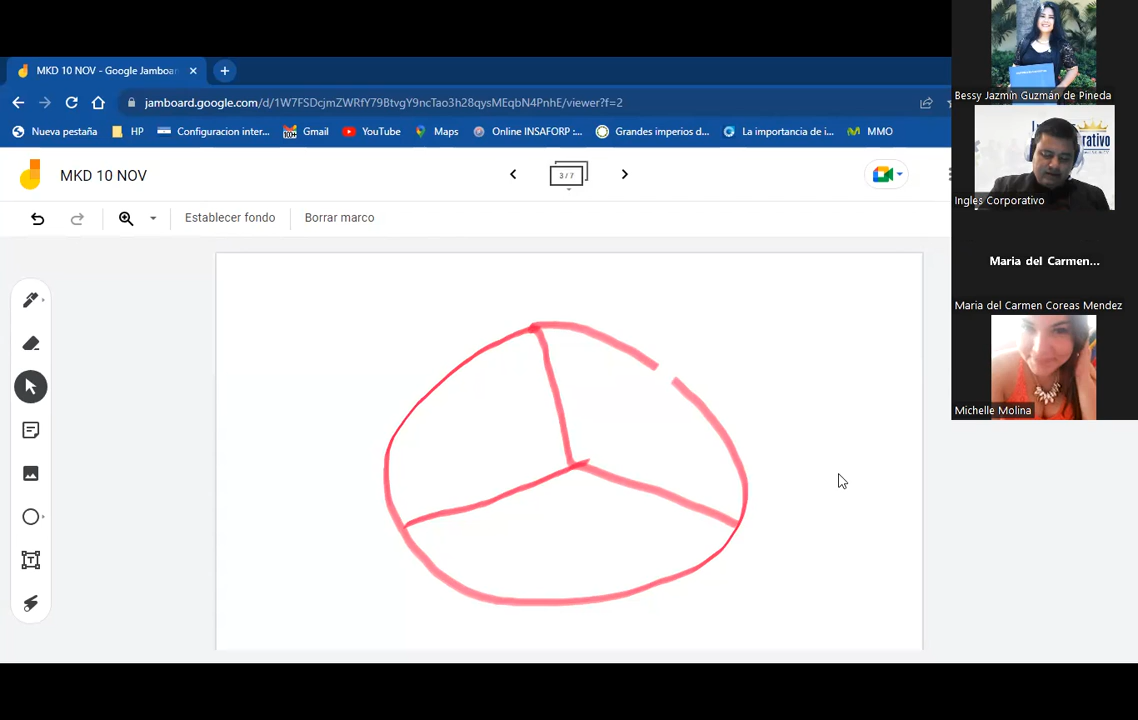 MKD 10 NOV - Google Jamboar
jamboard.google.com/d/1W7FSDcjmZWRfY79BtvgY9ncTao3h28qysMEqbN4PnhE/viewer?f=2
Nueva pestaña HP Configuracion inter... Gmail YouTube Maps Online INSAFORP :... Grandes imperios d... La importancia de i... MMO
MKD 10 NOV
3 / 7
Establecer fondo Borrar marco
Bessy Jazmín Guzmán de Pineda
rativo
Ingles Corporativo
Maria del Carmen...
Maria del Carmen Coreas Mendez
Michelle Molina